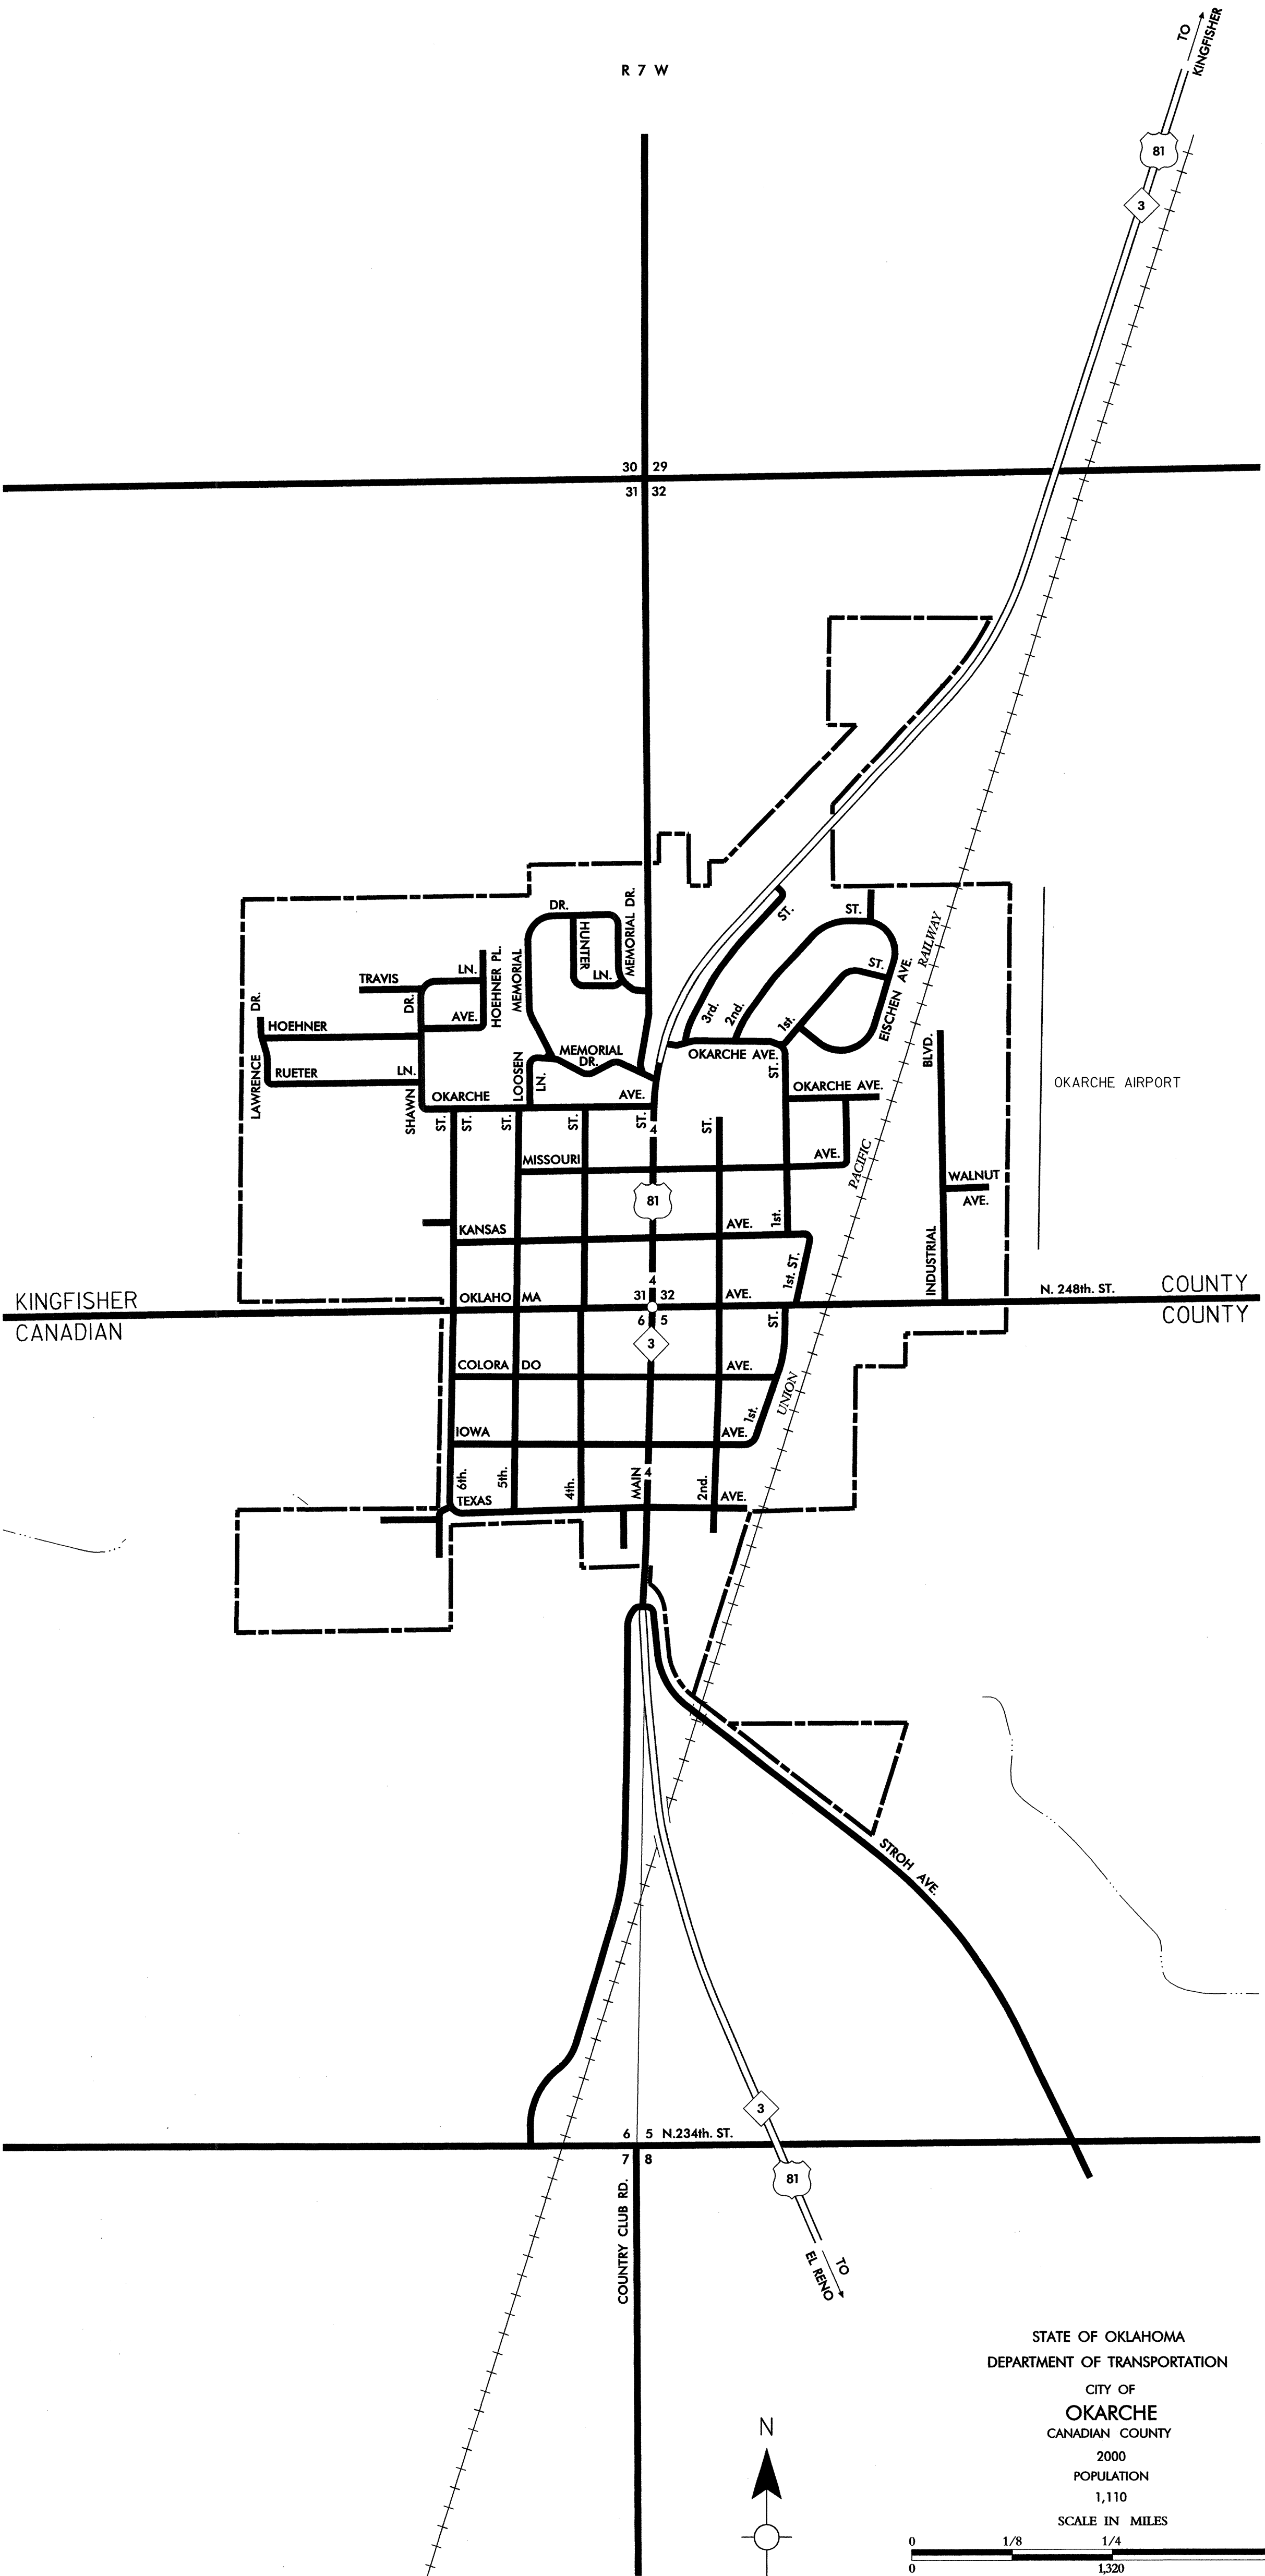 TO
KINGFISHER
R 7 W
81
3
30 29
31 32
DR.
HUNTER
LN.
MEMORIAL DR.
MEMORIAL
ST.
ST.
ST.
3rd.
2nd.
1st.
EISCHEN AVE.
RAILWAY
TRAVIS
LN.
HOEHNER PL.
DR.
DR.
AVE.
HOEHNER
LAWRENCE
RUETER
LN.
SHAWN
LOOSEN
LN.
MEMORIAL
DR.
OKARCHE AVE.
ST.
OKARCHE AVE.
BLVD.
OKARCHE AIRPORT
OKARCHE
AVE.
ST.
ST.
ST.
ST.
ST.
ST.
4
MISSOURI
AVE.
PACIFIC
WALNUT
AVE.
81
KANSAS
AVE.
1st.
1st. ST.
INDUSTRIAL
4
KINGFISHER
COUNTY
N. 248th. ST.
OKLAHO MA
31 32
AVE.
CANADIAN
COUNTY
6 5
ST.
3
COLORA DO
AVE.
UNION
IOWA
AVE.
1st.
6th.
5th.
4th.
MAIN
4
2nd.
TEXAS
AVE.
STROH AVE.
3
6 5 N.234th. ST.
7 8
81
COUNTRY CLUB RD.
TO
EL RENO
STATE OF OKLAHOMA
DEPARTMENT OF TRANSPORTATION
CITY OF
OKARCHE
CANADIAN COUNTY
2000
POPULATION
1,110
SCALE IN MILES
N
0 1/8 1/4
0 1,320